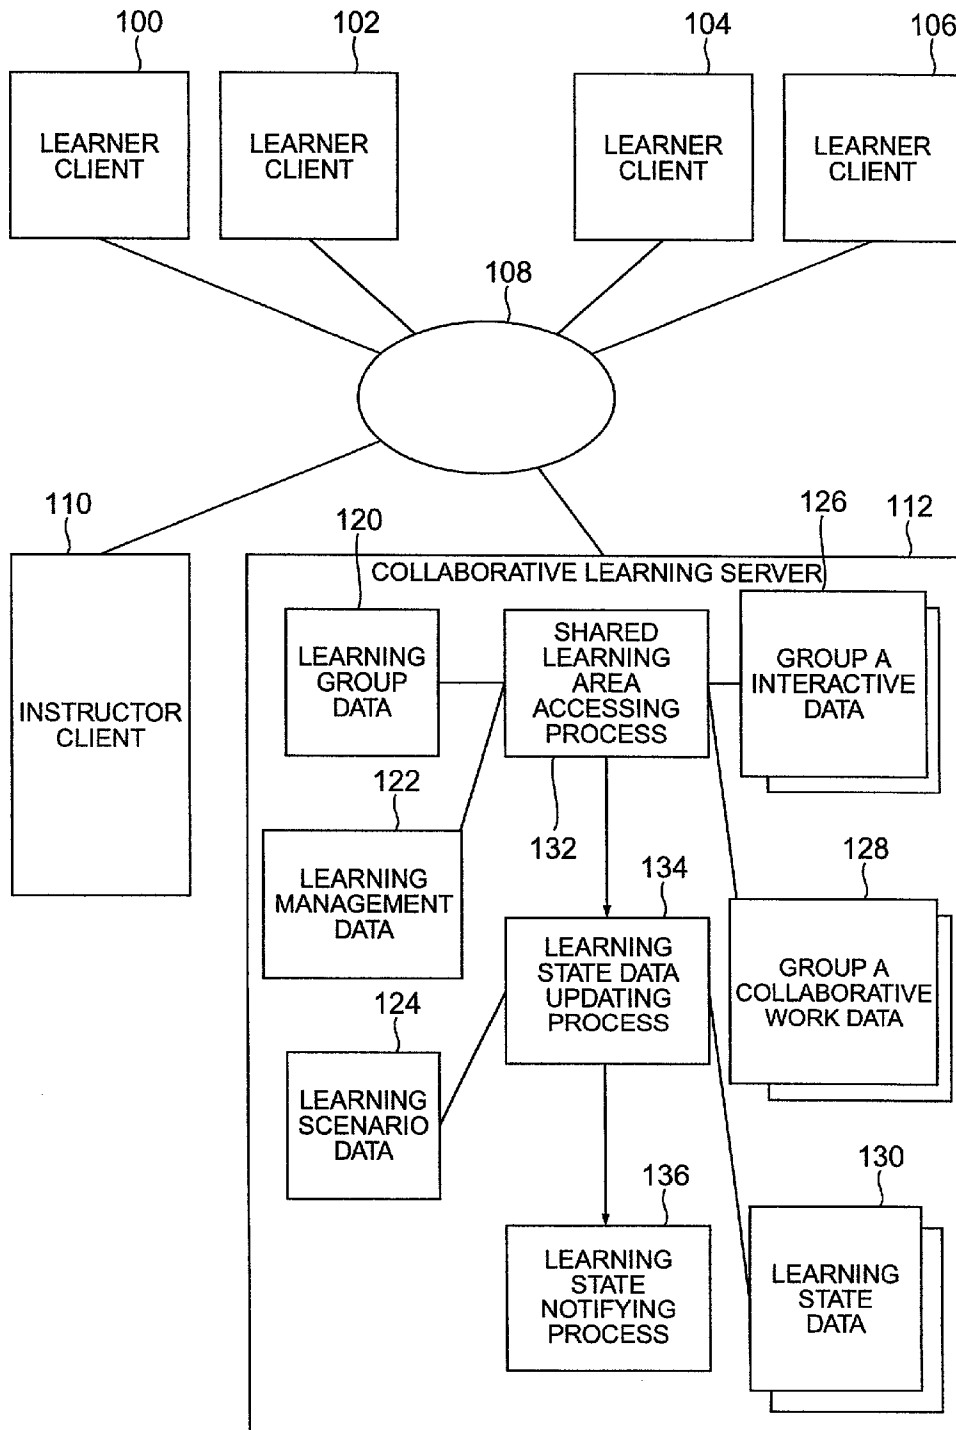 100
102
104
106
LEARNER
CLIENT
LEARNER
CLIENT
LEARNER
CLIENT
LEARNER
CLIENT
108
110
INSTRUCTOR
CLIENT
112
COLLABORATIVE LEARNING SERVER
120
LEARNING
GROUP
DATA
SHARED
LEARNING
AREA
ACCESSING
PROCESS
132
126
GROUP A
INTERACTIVE
DATA
122
LEARNING
MANAGEMENT
DATA
134
LEARNING
STATE DATA
UPDATING
PROCESS
128
GROUP A
COLLABORATIVE
WORK DATA
124
LEARNING
SCENARIO
DATA
136
LEARNING
STATE
NOTIFYING
PROCESS
130
LEARNING
STATE
DATA